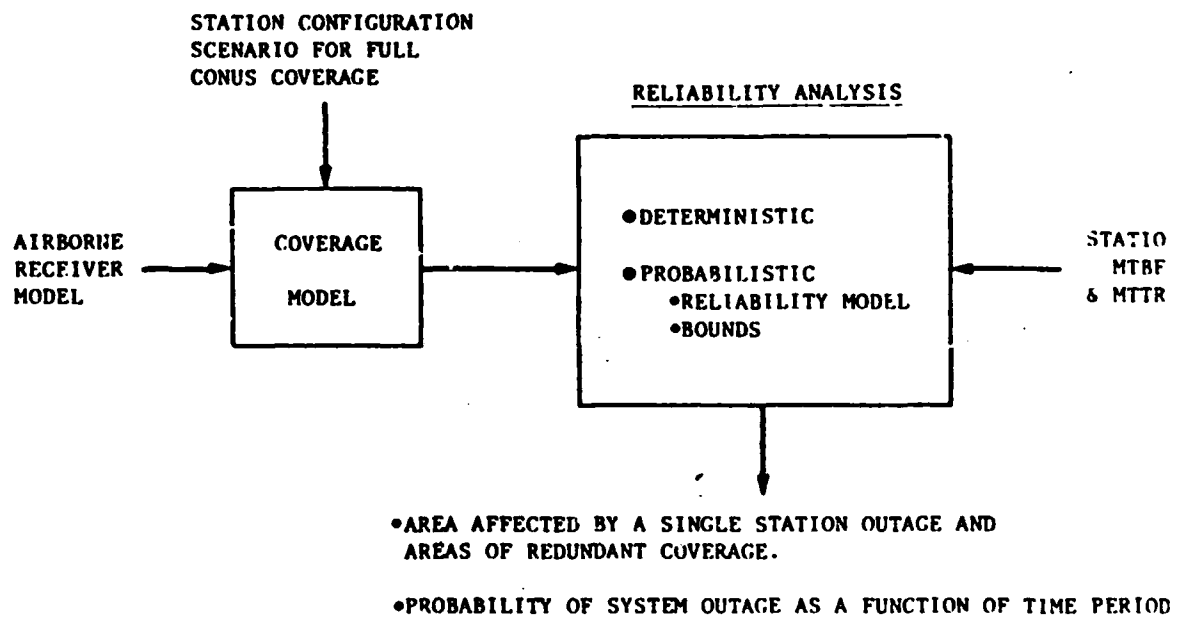 STATION CONFIGURATION
SCENARIO FOR FULL
CONUS COVERAGE
RELIABILITY ANALYSIS
AIRBORNE
RECEIVER
MODEL
COVERAGE
MODEL
●DETERMINISTIC
●PROBABILISTIC
●RELIABILITY MODEL
●BOUNDS
STATIO
MTBF
& MTTR
●AREA AFFECTED BY A SINGLE STATION OUTAGE AND
AREAS OF REDUNDANT COVERAGE.
●PROBABILITY OF SYSTEM OUTAGE AS A FUNCTION OF TIME PERIOD